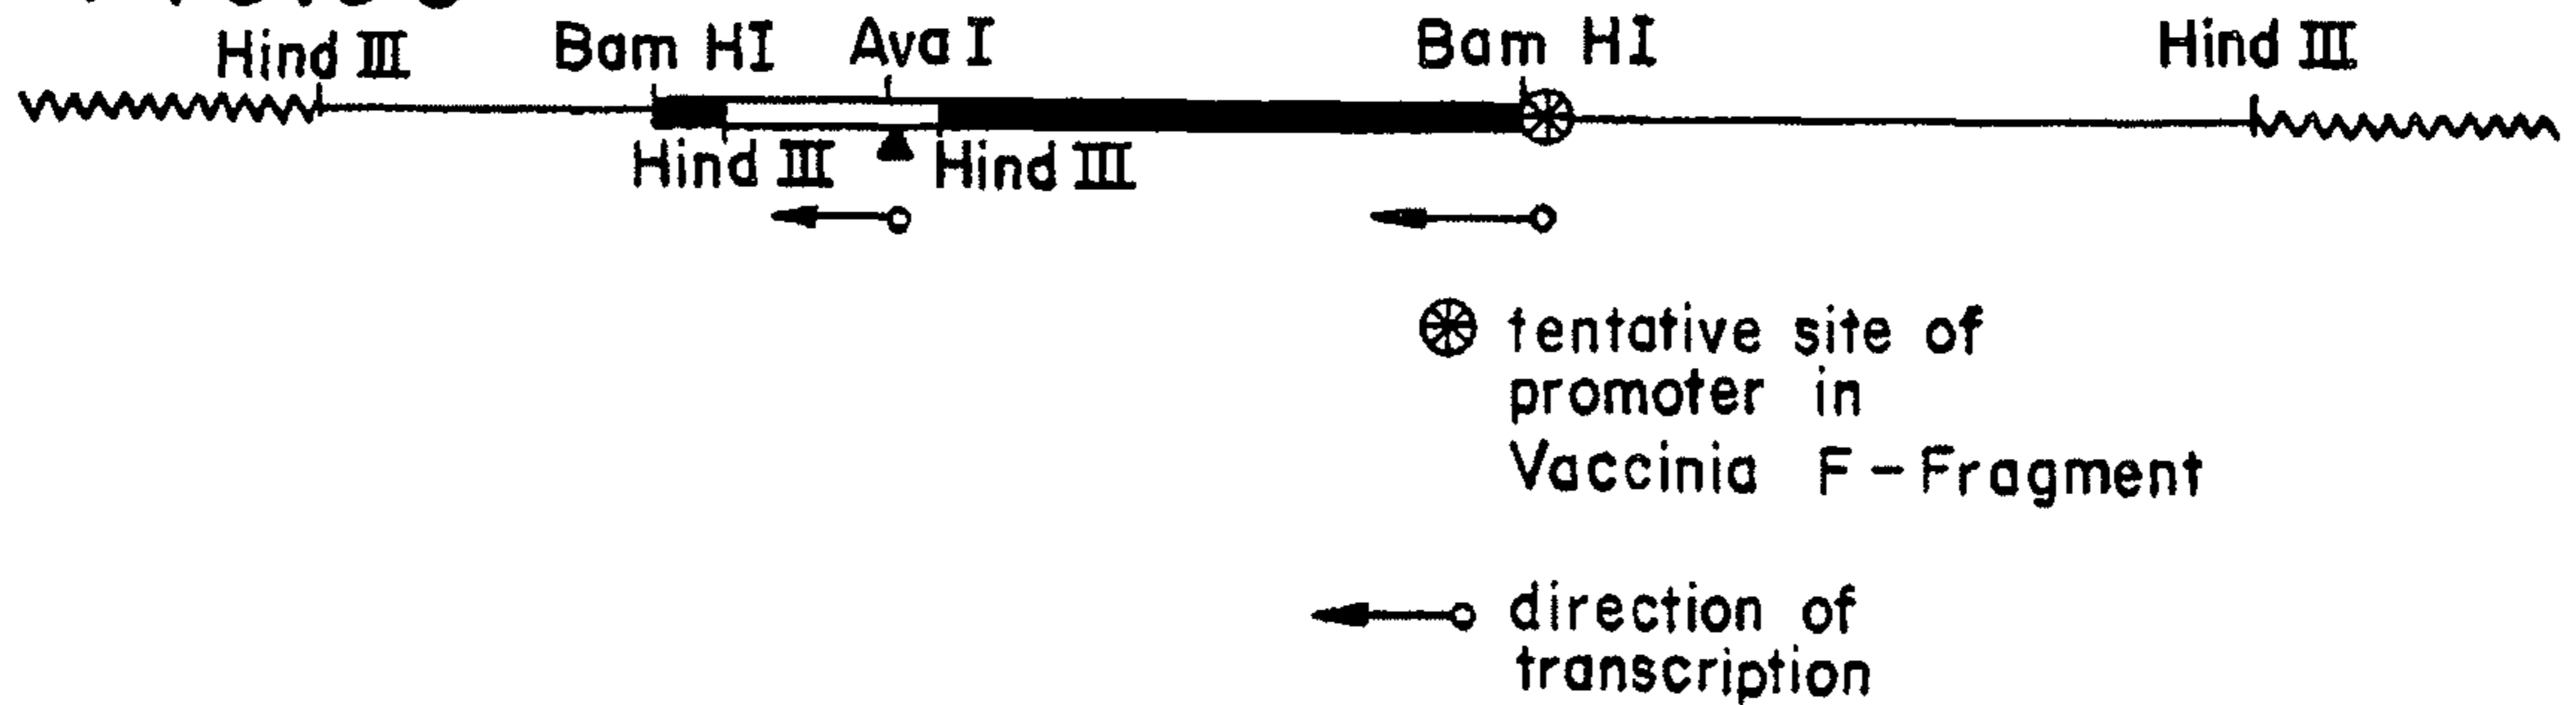 Hind III Bam HI Ava I Bam HI Hind III
Hind III Hind III
tentative site of
promoter in
Vaccinia F-Fragment
direction of
transcription